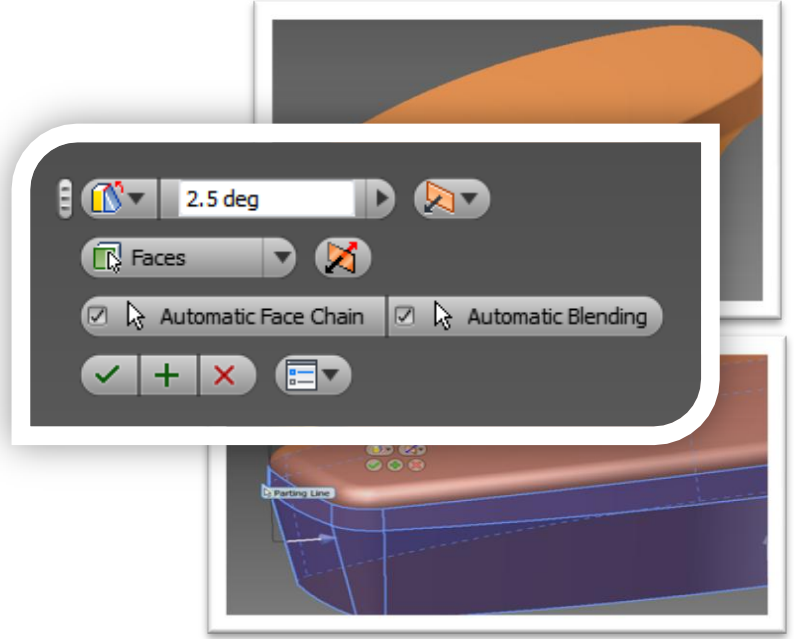 2.5 deg
Faces
Automatic Face Chain Automatic Blending
Parting Line